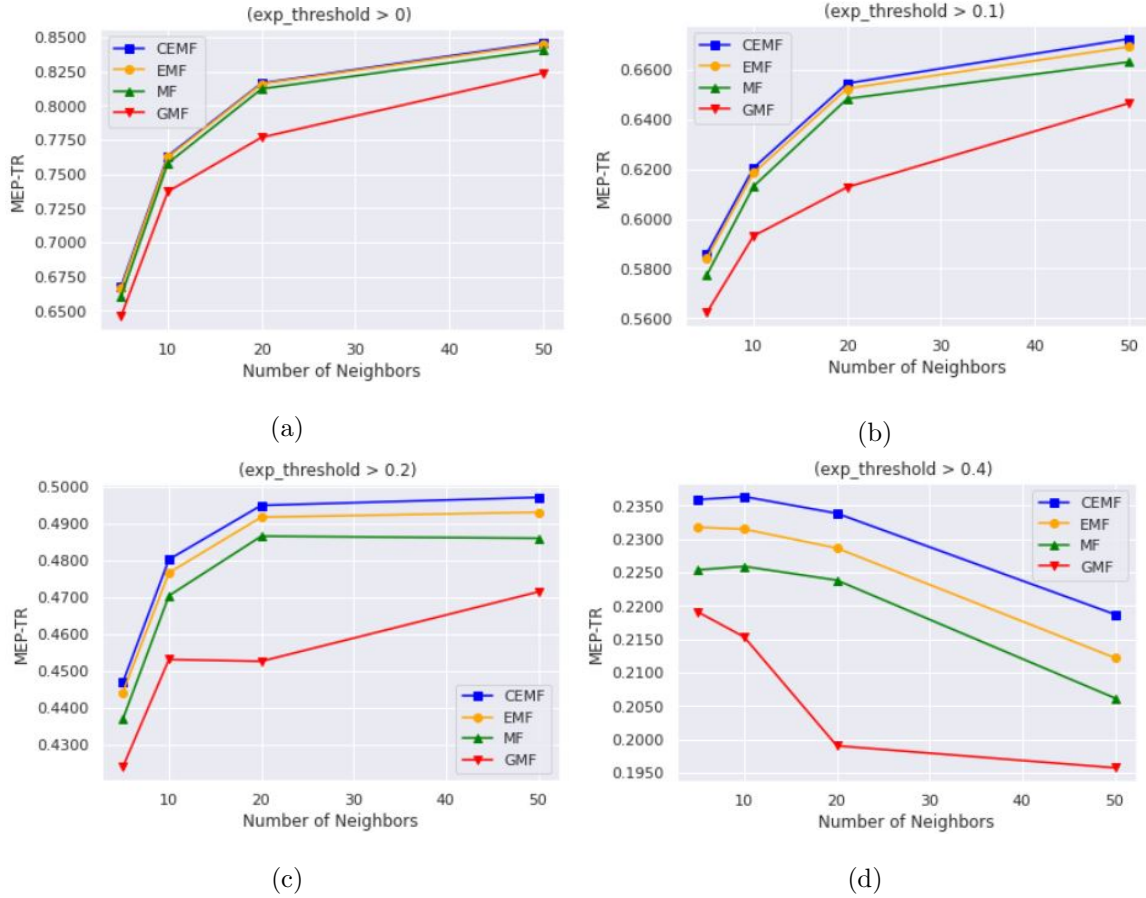 (exp_threshold > 0)
0.8500
0.8250
0.8000
0.7750
0.7500
0.7250
0.7000
0.6750
0.6500
MEP-TR
CEMF
EMF
MF
GMF
10 20 30 40 50
Number of Neighbors
(a)
(exp_threshold > 0.1)
0.6600
0.6400
0.6200
0.6000
0.5800
0.5600
MEP-TR
CEMF
EMF
MF
GMF
10 20 30 40 50
Number of Neighbors
(b)
(exp_threshold > 0.2)
0.5000
0.4900
0.4800
0.4700
0.4600
0.4500
0.4400
0.4300
MEP-TR
CEMF
EMF
MF
GMF
10 20 30 40 50
Number of Neighbors
(c)
(exp_threshold > 0.4)
0.2350
0.2300
0.2250
0.2200
0.2150
0.2100
0.2050
0.2000
0.1950
MEP-TR
CEMF
EMF
MF
GMF
10 20 30 40 50
Number of Neighbors
(d)